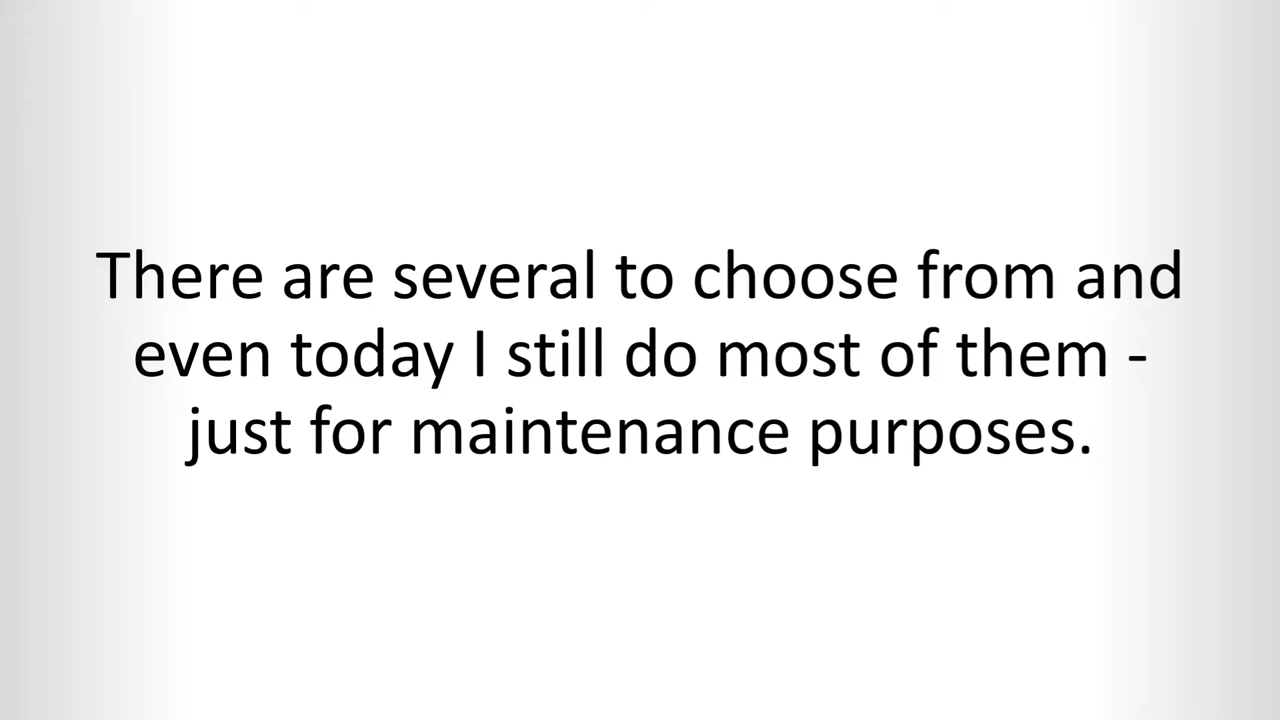 There are several to choose from and
even today I still do most of them -
just for maintenance purposes.